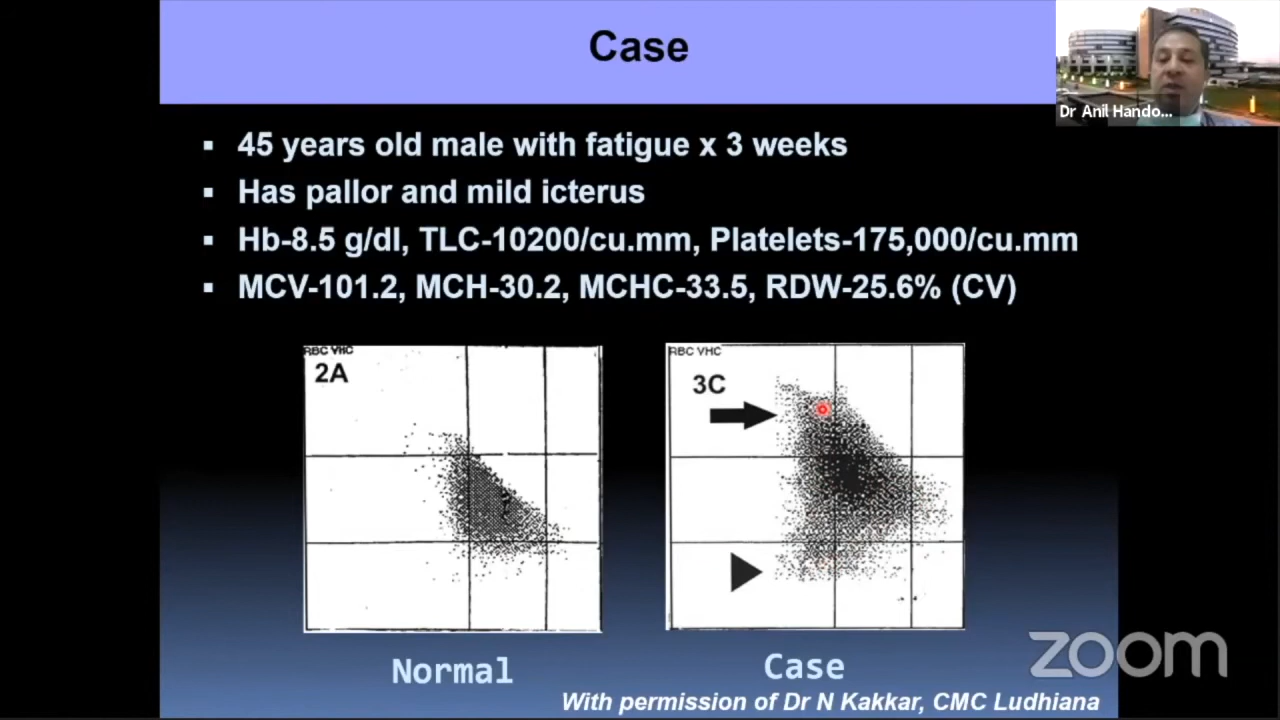 Case
Dr Anil Hando...
▪ 45 years old male with fatigue x 3 weeks
▪ Has pallor and mild icterus
▪ Hb-8.5 g/dl, TLC-10200/cu.mm, Platelets-175,000/cu.mm
▪ MCV-101.2, MCH-30.2, MCHC-33.5, RDW-25.6% (CV)
RBC VHC
2A
RBC VHC
3C
Normal
Case
zoom
With permission of Dr N Kakkar, CMC Ludhiana